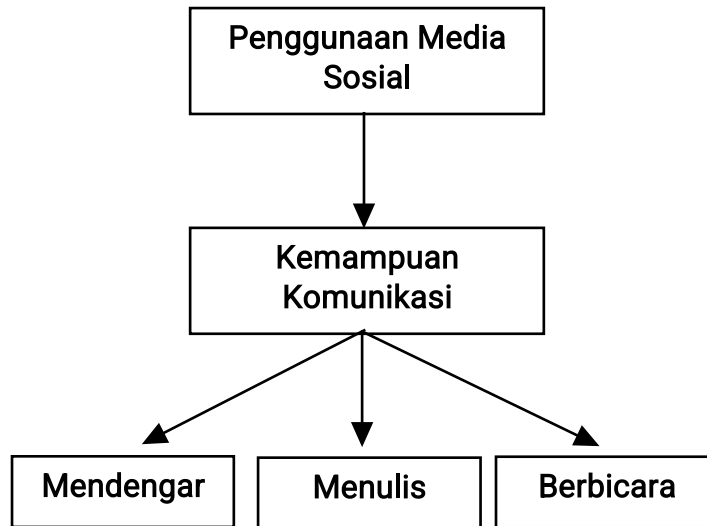 Penggunaan Media
Sosial
Kemampuan
Komunikasi
Mendengar
Menulis
Berbicara